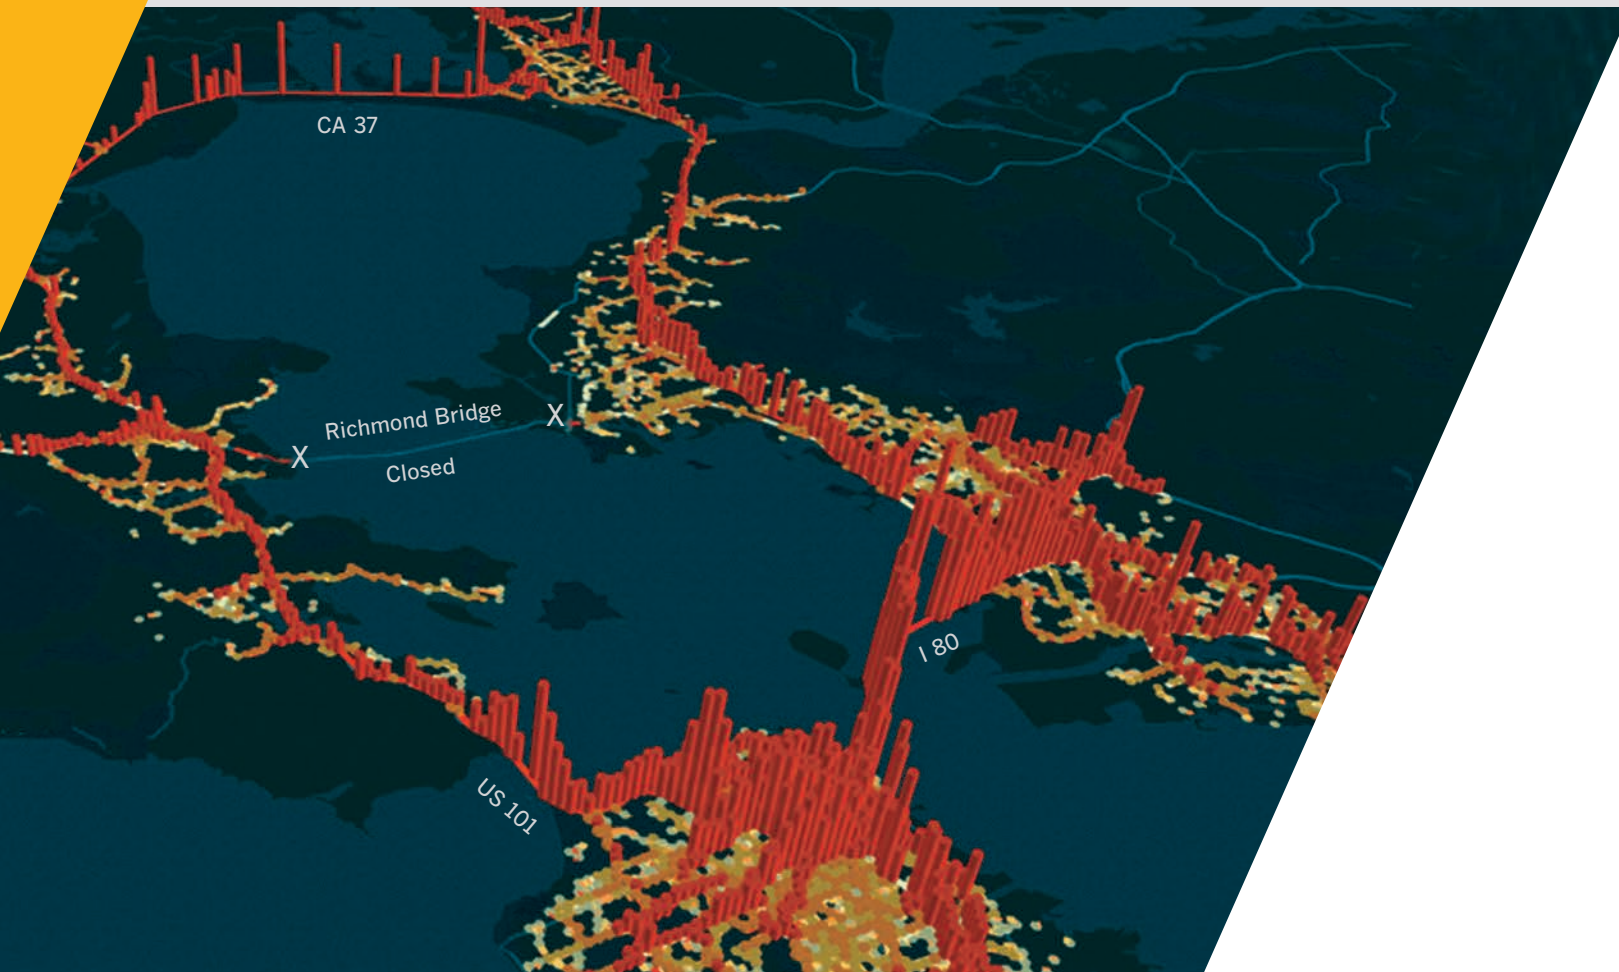 CA 37
Richmond Bridge
X
X
Closed
I 80
US 101